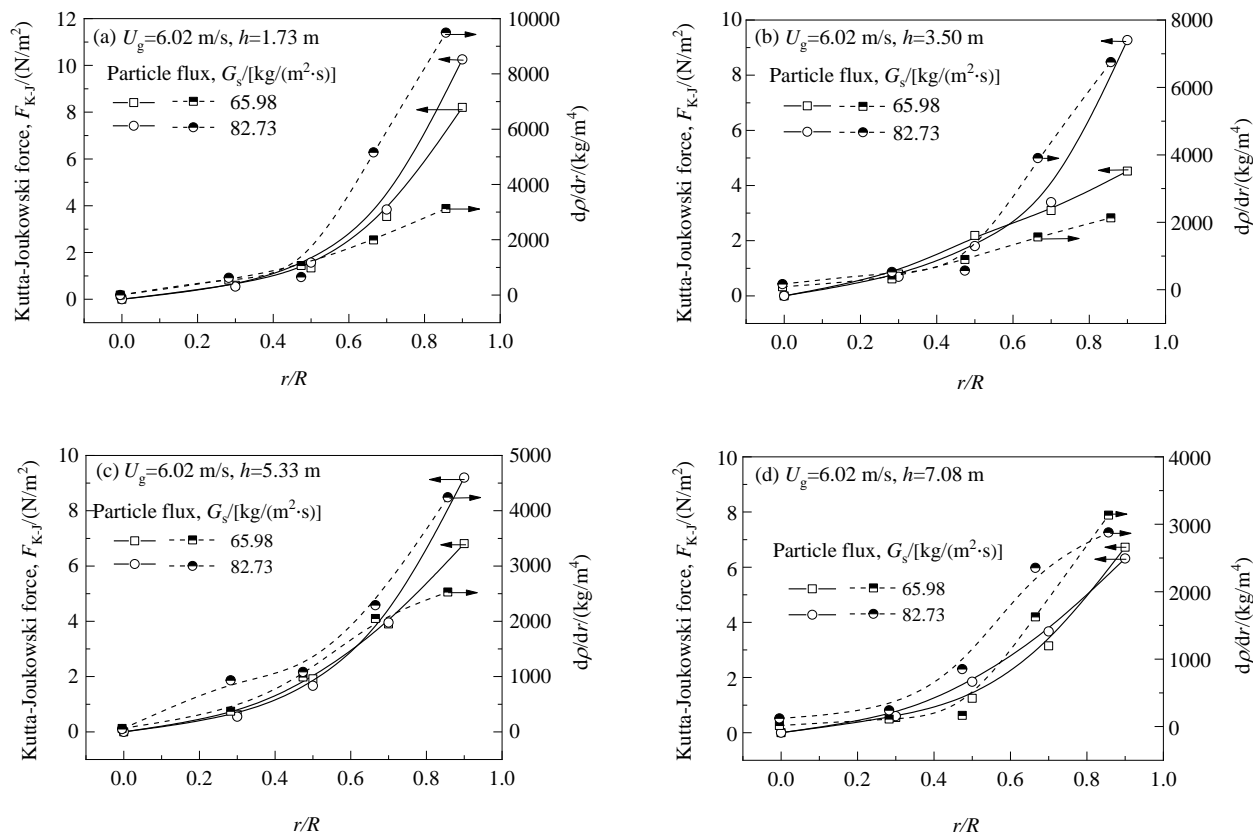 (a) U_g=6.02 m/s, h=1.73 m
Particle flux, G_s/[kg/(m²·s)]
65.98
82.73
Kutta-Joukowski force, F_K-J/(N/m²)
12
10
8
6
4
2
0
10000
8000
6000
4000
2000
0
dρ/dr/(kg/m⁴)
0.0 0.2 0.4 0.6 0.8 1.0
r/R
(b) U_g=6.02 m/s, h=3.50 m
Particle flux, G_s/[kg/(m²·s)]
65.98
82.73
Kutta-Joukowski force, F_K-J/(N/m²)
10
8
6
4
2
0
8000
6000
4000
2000
0
dρ/dr/(kg/m⁴)
0.0 0.2 0.4 0.6 0.8 1.0
r/R
(c) U_g=6.02 m/s, h=5.33 m
Particle flux, G_s/[kg/(m²·s)]
65.98
82.73
Kutta-Joukowski force, F_K-J/(N/m²)
10
8
6
4
2
0
5000
4000
3000
2000
1000
0
dρ/dr/(kg/m⁴)
0.0 0.2 0.4 0.6 0.8 1.0
r/R
(d) U_g=6.02 m/s, h=7.08 m
Particle flux, G_s/[kg/(m²·s)]
65.98
82.73
Kutta-Joukowski force, F_K-J/(N/m²)
10
8
6
4
2
0
4000
3000
2000
1000
0
dρ/dr/(kg/m⁴)
0.0 0.2 0.4 0.6 0.8 1.0
r/R